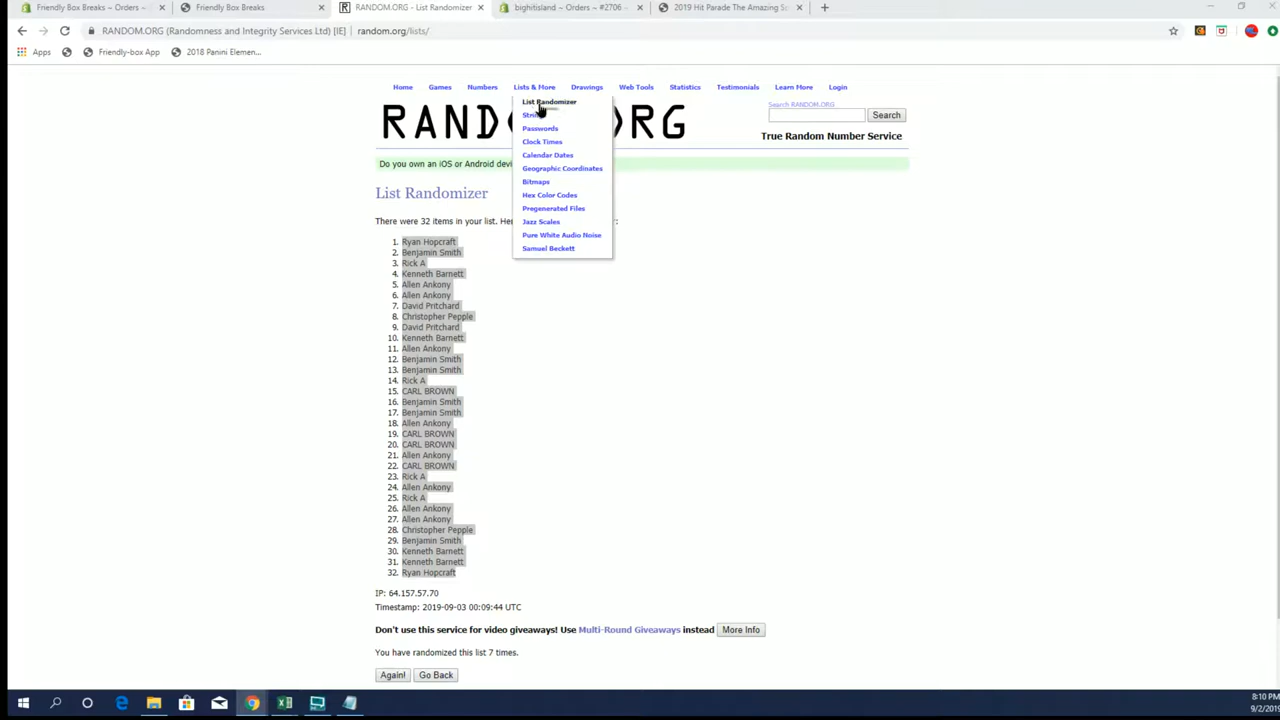 Friendly Box Breaks ~ Orders ~
Friendly Box Breaks
RANDOM.ORG - List Randomizer
bighitisland ~ Orders ~ #2706 -
2019 Hit Parade The Amazing S
RANDOM.ORG (Randomness and Integrity Services Ltd) [IE] | random.org/lists/
Apps
Friendly-box App
2018 Panini Elemen...
Home Games Numbers Lists & More Drawings Web Tools Statistics Testimonials Learn More Login
Search RANDOM.ORG
Search
True Random Number Service
List Randomizer
Passwords
Clock Times
Calendar Dates
Geographic Coordinates
Bitmaps
Hex Color Codes
Pregenerated Files
Jazz Scales
Pure White Audio Noise
Samuel Beckett
Do you own an iOS or Android
List Randomizer
There were 32 items in your list.
1. Ryan Hopcraft
2. Benjamin Smith
3. Rick A
4. Kenneth Barnett
5. Allen Ankony
6. Allen Ankony
7. David Pritchard
8. Christopher Pepple
9. David Pritchard
10. Kenneth Barnett
11. Allen Ankony
12. Benjamin Smith
13. Benjamin Smith
14. Rick A
15. CARL BROWN
16. Benjamin Smith
17. Benjamin Smith
18. Allen Ankony
19. CARL BROWN
20. CARL BROWN
21. Allen Ankony
22. CARL BROWN
23. Rick A
24. Allen Ankony
25. Rick A
26. Allen Ankony
27. Allen Ankony
28. Christopher Pepple
29. Benjamin Smith
30. Kenneth Barnett
31. Kenneth Barnett
32. Ryan Hopcraft
IP: 64.157.57.70
Timestamp: 2019-09-03 00:09:44 UTC
Don't use this service for video giveaways! Use Multi-Round Giveaways instead
More Info
You have randomized this list 7 times.
Again!
Go Back
8:10 PM
9/2/201